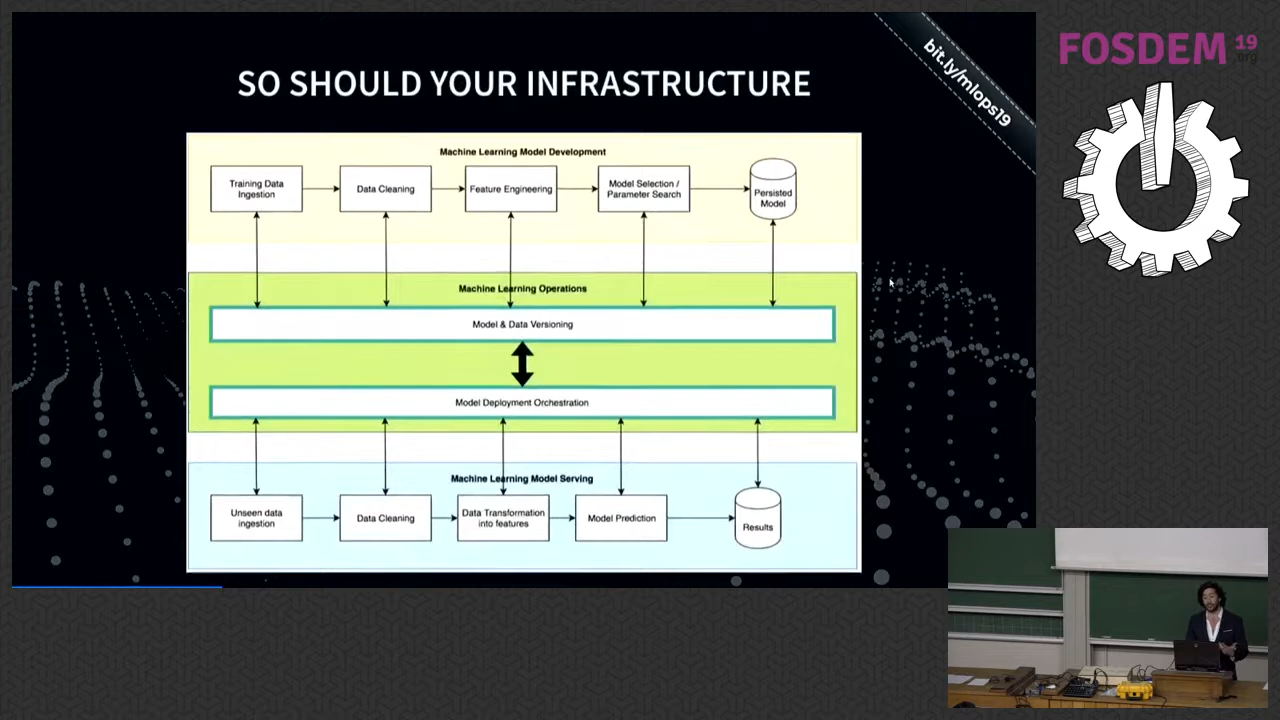 SO SHOULD YOUR INFRASTRUCTURE
bit.ly/mlops19
FOSDEM 19
.org
Machine Learning Model Development
Training Data
Ingestion
Data Cleaning
Feature Engineering
Model Selection /
Parameter Search
Persisted
Model
Machine Learning Operations
Model & Data Versioning
Model Deployment Orchestration
Machine Learning Model Serving
Unseen data
ingestion
Data Cleaning
Data Transformation
into features
Model Prediction
Results